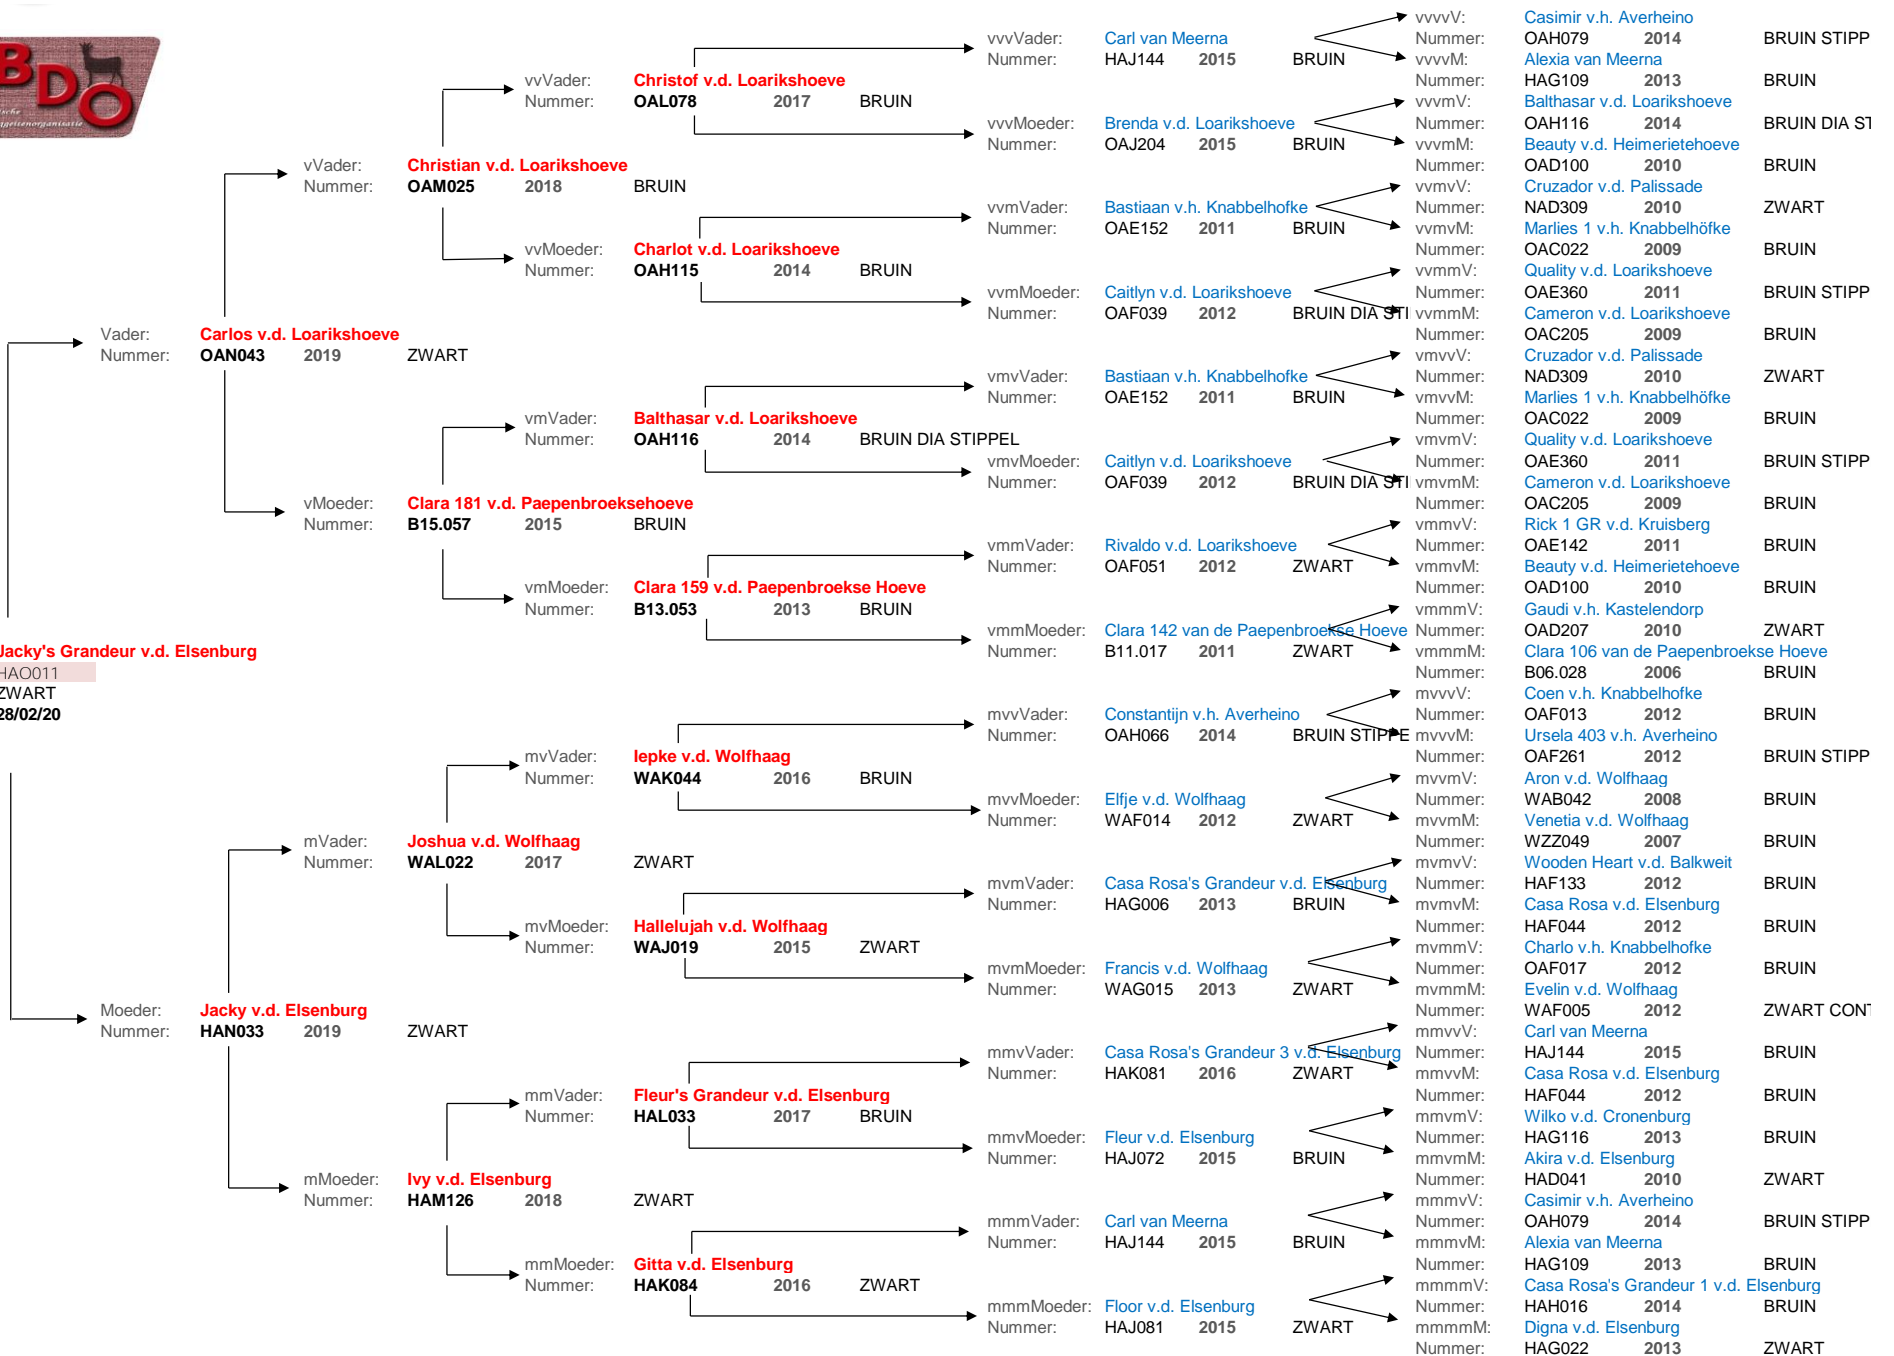 BDO
vvvvV: Casimir v.h. Averheino
vvvVader: Carl van Meerna Nummer: OAH079 2014 BRUIN STIPP
Nummer: HAJ144 2015 BRUIN vvvvM: Alexia van Meerna
vvVader: Christof v.d. Loarikshoeve Nummer: HAG109 2013 BRUIN
Nummer: OAL078 2017 BRUIN vvvmV: Balthasar v.d. Loarikshoeve
vvvMoeder: Brenda v.d. Loarikshoeve Nummer: OAH116 2014 BRUIN DIA ST
Nummer: OAJ204 2015 BRUIN vvvmM: Beauty v.d. Heimerietehoeve
vVader: Christian v.d. Loarikshoeve Nummer: OAD100 2010 BRUIN
Nummer: OAM025 2018 BRUIN vvmvV: Cruzador v.d. Palissade
vvmVader: Bastiaan v.h. Knabbelhofke Nummer: NAD309 2010 ZWART
Nummer: OAE152 2011 BRUIN vvmvM: Marlies 1 v.h. Knabbelhöfke
vvMoeder: Charlot v.d. Loarikshoeve Nummer: OAC022 2009 BRUIN
Nummer: OAH115 2014 BRUIN vvmmV: Quality v.d. Loarikshoeve
vvmMoeder: Caitlyn v.d. Loarikshoeve Nummer: OAE360 2011 BRUIN STIPP
Nummer: OAF039 2012 BRUIN DIA STI vvmmM: Cameron v.d. Loarikshoeve
Vader: Carlos v.d. Loarikshoeve Nummer: OAC205 2009 BRUIN
Nummer: OAN043 2019 ZWART vmvvV: Cruzador v.d. Palissade
vmvVader: Bastiaan v.h. Knabbelhofke Nummer: NAD309 2010 ZWART
Nummer: OAE152 2011 BRUIN vmvvM: Marlies 1 v.h. Knabbelhöfke
vmVader: Balthasar v.d. Loarikshoeve Nummer: OAC022 2009 BRUIN
Nummer: OAH116 2014 BRUIN DIA STIPPEL vmvmV: Quality v.d. Loarikshoeve
vmvMoeder: Caitlyn v.d. Loarikshoeve Nummer: OAE360 2011 BRUIN STIPP
Nummer: OAF039 2012 BRUIN DIA STI vmvmM: Cameron v.d. Loarikshoeve
vMoeder: Clara 181 v.d. Paepenbroeksehoeve Nummer: OAC205 2009 BRUIN
Nummer: B15.057 2015 BRUIN vmmvV: Rick 1 GR v.d. Kruisberg
vmmVader: Rivaldo v.d. Loarikshoeve Nummer: OAE142 2011 BRUIN
Nummer: OAF051 2012 ZWART vmmvM: Beauty v.d. Heimerietehoeve
vmMoeder: Clara 159 v.d. Paepenbroekse Hoeve Nummer: OAD100 2010 BRUIN
Nummer: B13.053 2013 BRUIN vmmmV: Gaudi v.h. Kastelendorp
vmmMoeder: Clara 142 van de Paepenbroekse Hoeve Nummer: OAD207 2010 ZWART
Jacky's Grandeur v.d. Elsenburg Nummer: B11.017 2011 ZWART vmmmM: Clara 106 van de Paepenbroekse Hoeve
HAO011 Nummer: B06.028 2006 BRUIN
ZWART mvvvV: Coen v.h. Knabbelhofke
28/02/20 mvvVader: Constantijn v.h. Averheino Nummer: OAF013 2012 BRUIN
Nummer: OAH066 2014 BRUIN STIPPE mvvvM: Ursela 403 v.h. Averheino
mvVader: Iepke v.d. Wolfhaag Nummer: OAF261 2012 BRUIN STIPP
Nummer: WAK044 2016 BRUIN mvvmV: Aron v.d. Wolfhaag
mvvMoeder: Elfje v.d. Wolfhaag Nummer: WAB042 2008 BRUIN
Nummer: WAF014 2012 ZWART mvvmM: Venetia v.d. Wolfhaag
mVader: Joshua v.d. Wolfhaag Nummer: WZZ049 2007 BRUIN
Nummer: WAL022 2017 ZWART mvmvV: Wooden Heart v.d. Balkweit
mvmVader: Casa Rosa's Grandeur v.d. Elsenburg Nummer: HAF133 2012 BRUIN
Nummer: HAG006 2013 BRUIN mvmvM: Casa Rosa v.d. Elsenburg
mvMoeder: Hallelujah v.d. Wolfhaag Nummer: HAF044 2012 BRUIN
Nummer: WAJ019 2015 ZWART mvmmV: Charlo v.h. Knabbelhofke
mvmMoeder: Francis v.d. Wolfhaag Nummer: OAF017 2012 BRUIN
Nummer: WAG015 2013 ZWART mvmmM: Evelin v.d. Wolfhaag
Moeder: Jacky v.d. Elsenburg Nummer: WAF005 2012 ZWART CONT
Nummer: HAN033 2019 ZWART mmvvV: Carl van Meerna
mmvVader: Casa Rosa's Grandeur 3 v.d. Elsenburg Nummer: HAJ144 2015 BRUIN
Nummer: HAK081 2016 ZWART mmvvM: Casa Rosa v.d. Elsenburg
mmVader: Fleur's Grandeur v.d. Elsenburg Nummer: HAF044 2012 BRUIN
Nummer: HAL033 2017 BRUIN mmvmV: Wilko v.d. Cronenburg
mmvMoeder: Fleur v.d. Elsenburg Nummer: HAG116 2013 BRUIN
Nummer: HAJ072 2015 BRUIN mmvmM: Akira v.d. Elsenburg
mMoeder: Ivy v.d. Elsenburg Nummer: HAD041 2010 ZWART
Nummer: HAM126 2018 ZWART mmmvV: Casimir v.h. Averheino
mmmVader: Carl van Meerna Nummer: OAH079 2014 BRUIN STIPP
Nummer: HAJ144 2015 BRUIN mmmvM: Alexia van Meerna
mmMoeder: Gitta v.d. Elsenburg Nummer: HAG109 2013 BRUIN
Nummer: HAK084 2016 ZWART mmmmV: Casa Rosa's Grandeur 1 v.d. Elsenburg
mmmMoeder: Floor v.d. Elsenburg Nummer: HAH016 2014 BRUIN
Nummer: HAJ081 2015 ZWART mmmmM: Digna v.d. Elsenburg
Nummer: HAG022 2013 ZWART